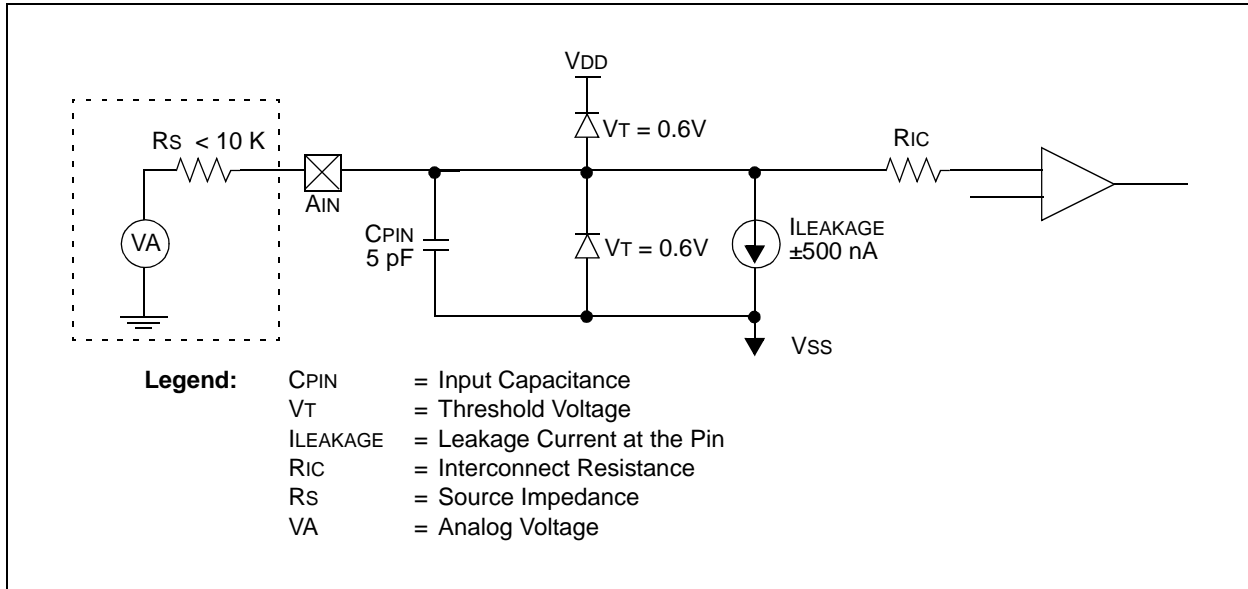 VDD
VT = 0.6V
RS < 10 K
RIC
AIN
VA
CPIN
5 pF
VT = 0.6V
ILEAKAGE
±500 nA
VSS
Legend:
CPIN = Input Capacitance
VT = Threshold Voltage
ILEAKAGE = Leakage Current at the Pin
RIC = Interconnect Resistance
RS = Source Impedance
VA = Analog Voltage